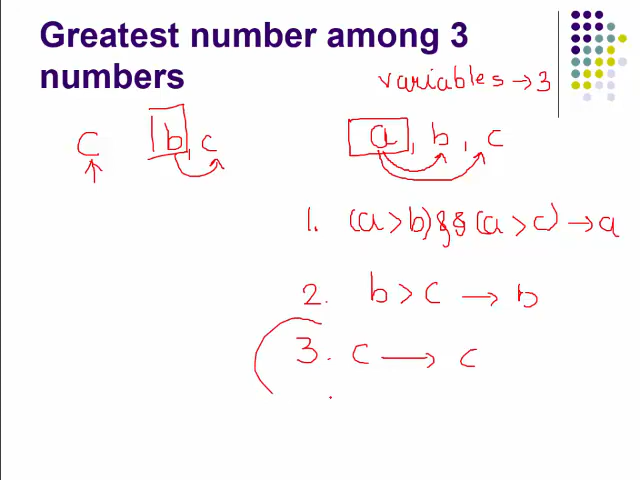 Greatest number among 3
numbers
variables → 3
c b, c a, b, c
1. (a > b) && (a > c) → a
2. b > c → b
3. c → c